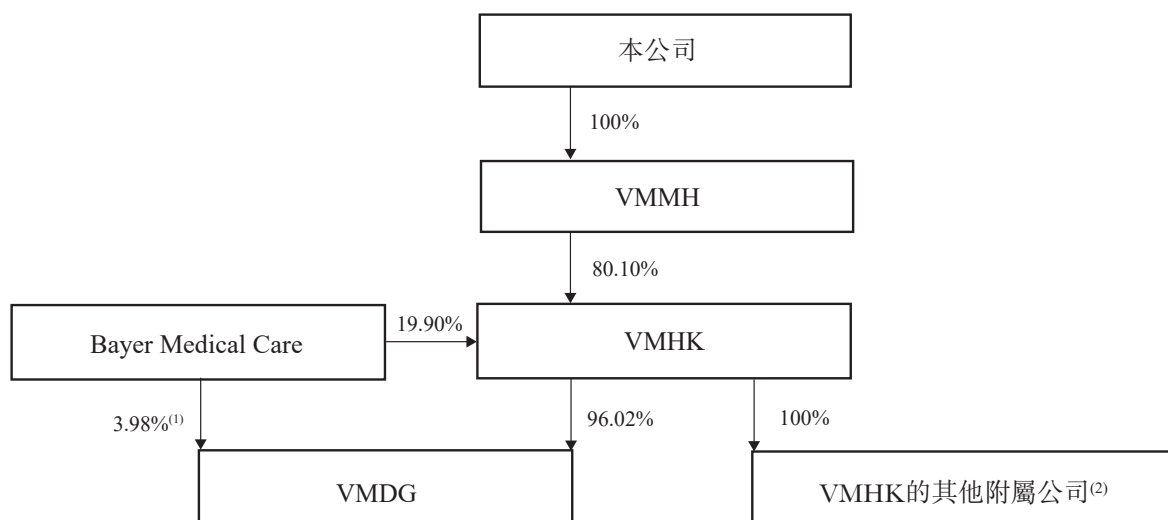 本公司
100%
VMMH
80.10%
Bayer Medical Care
19.90%
VMHK
3.98%(1)
96.02%
100%
VMDG
VMHK的其他附屬公司(2)